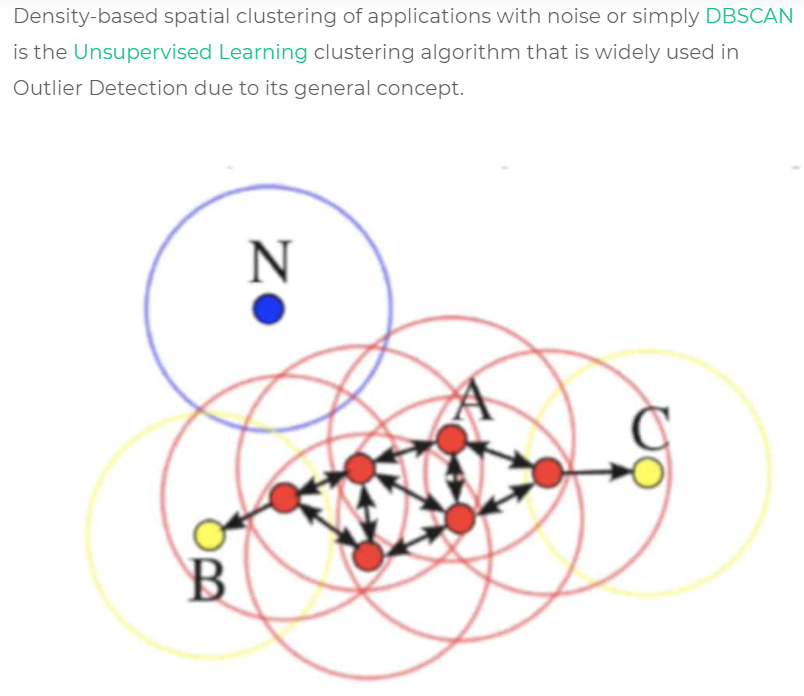 Density-based spatial clustering of applications with noise or simply DBSCAN
is the Unsupervised Learning clustering algorithm that is widely used in
Outlier Detection due to its general concept.
N
A
C
B